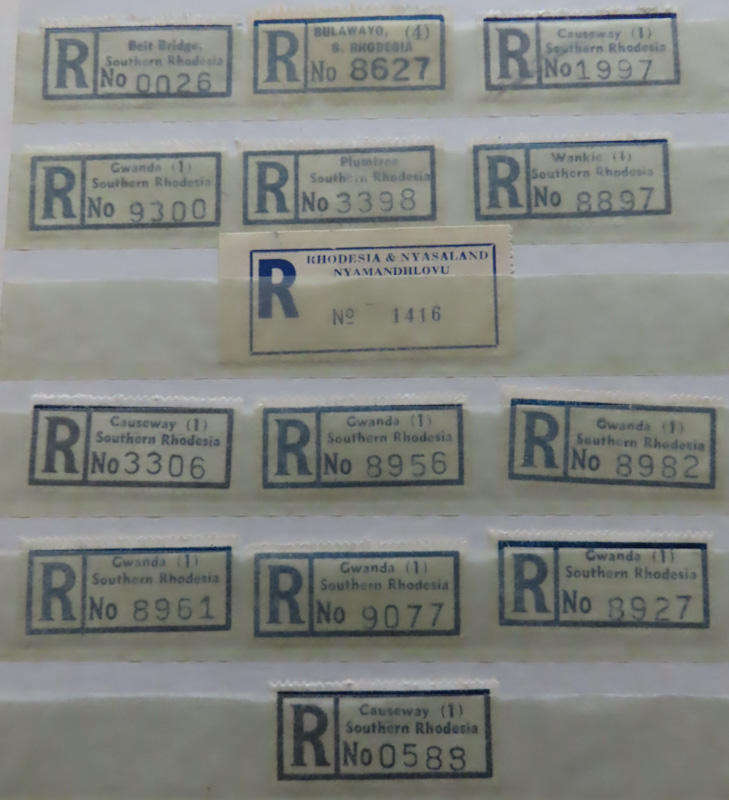 R
Beit Bridge,
Southern Rhodesia
No 0026
R
BULAWAYO, (4)
S. RHODESIA
No 8627
R
Causeway (1)
Southern Rhodesia
No 1997
R
Gwanda (1)
Southern Rhodesia
No 9300
R
Plumtree
Southern Rhodesia
No 3398
R
Wankie (1)
Southern Rhodesia
No 8897
R
RHODESIA & NYASALAND
NYAMANDHLOVU
Nº 1416
R
Causeway (1)
Southern Rhodesia
No 3306
R
Gwanda (1)
Southern Rhodesia
No 8956
R
Gwanda (1)
Southern Rhodesia
No 8982
R
Gwanda (1)
Southern Rhodesia
No 8961
R
Gwanda (1)
Southern Rhodesia
No 9077
R
Gwanda (1)
Southern Rhodesia
No 8927
R
Causeway (1)
Southern Rhodesia
No 0588